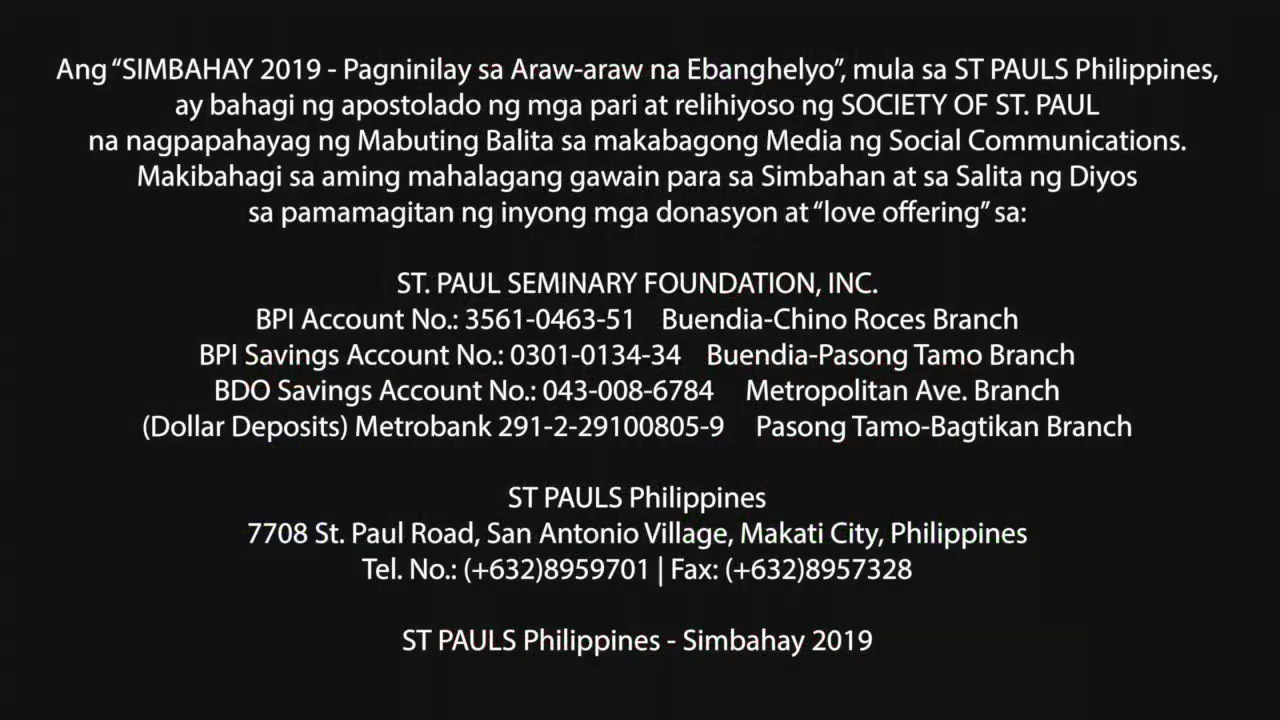 Ang “SIMBAHAY 2019 - Pagninilay sa Araw-araw na Ebanghelyo”, mula sa ST PAULS Philippines,
ay bahagi ng apostolado ng mga pari at relihiyoso ng SOCIETY OF ST. PAUL
na nagpapahayag ng Mabuting Balita sa makabagong Media ng Social Communications.
Makibahagi sa aming mahalagang gawain para sa Simbahan at sa Salita ng Diyos
sa pamamagitan ng inyong mga donasyon at “love offering” sa:
ST. PAUL SEMINARY FOUNDATION, INC.
BPI Account No.: 3561-0463-51 Buendia-Chino Roces Branch
BPI Savings Account No.: 0301-0134-34 Buendia-Pasong Tamo Branch
BDO Savings Account No.: 043-008-6784 Metropolitan Ave. Branch
(Dollar Deposits) Metrobank 291-2-29100805-9 Pasong Tamo-Bagtikan Branch
ST PAULS Philippines
7708 St. Paul Road, San Antonio Village, Makati City, Philippines
Tel. No.: (+632)8959701 | Fax: (+632)8957328
ST PAULS Philippines - Simbahay 2019